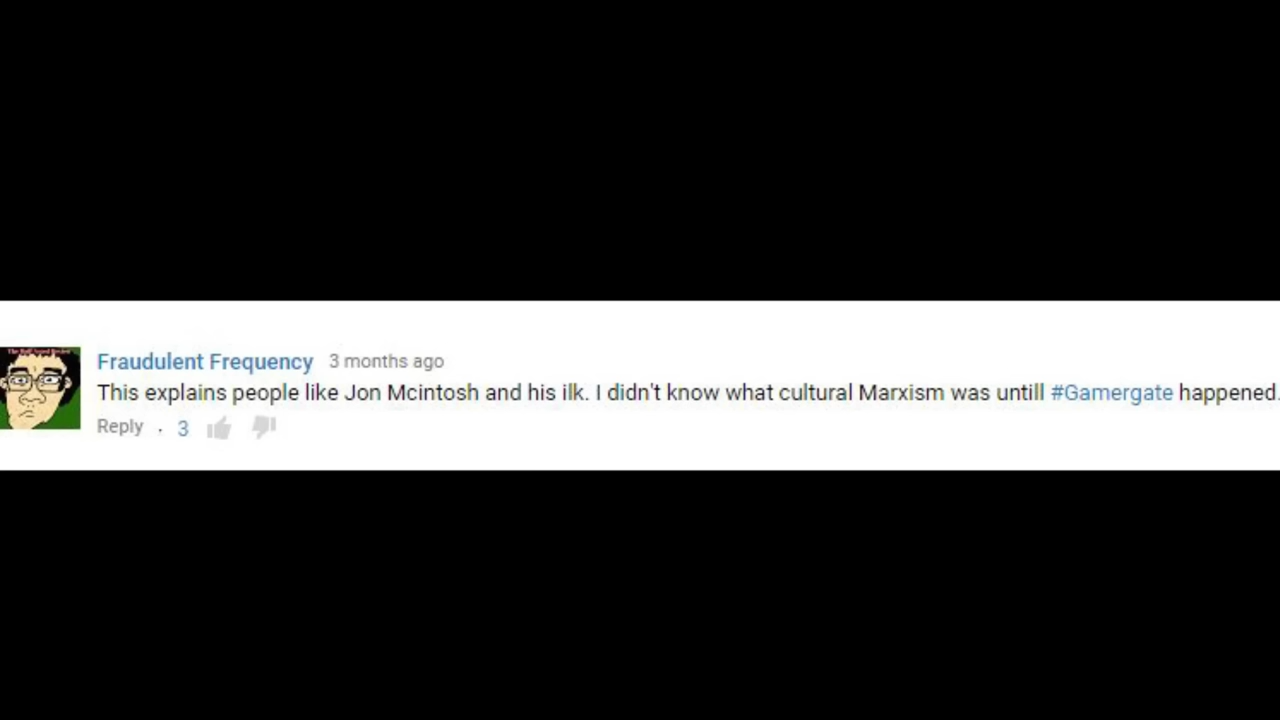 Fraudulent Frequency 3 months ago
This explains people like Jon Mcintosh and his ilk. I didn't know what cultural Marxism was untill #Gamergate happened.
Reply . 3